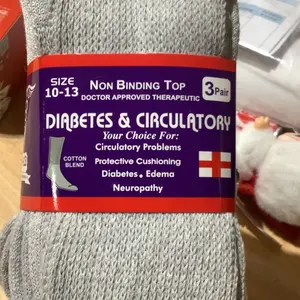 SIZE
10-13
NON BINDING TOP
DOCTOR APPROVED THERAPEUTIC
3 Pair
DIABETES & CIRCULATORY
Your Choice For:
Circulatory Problems
Protective Cushioning
Diabetes. Edema
Neuropathy
COTTON
BLEND